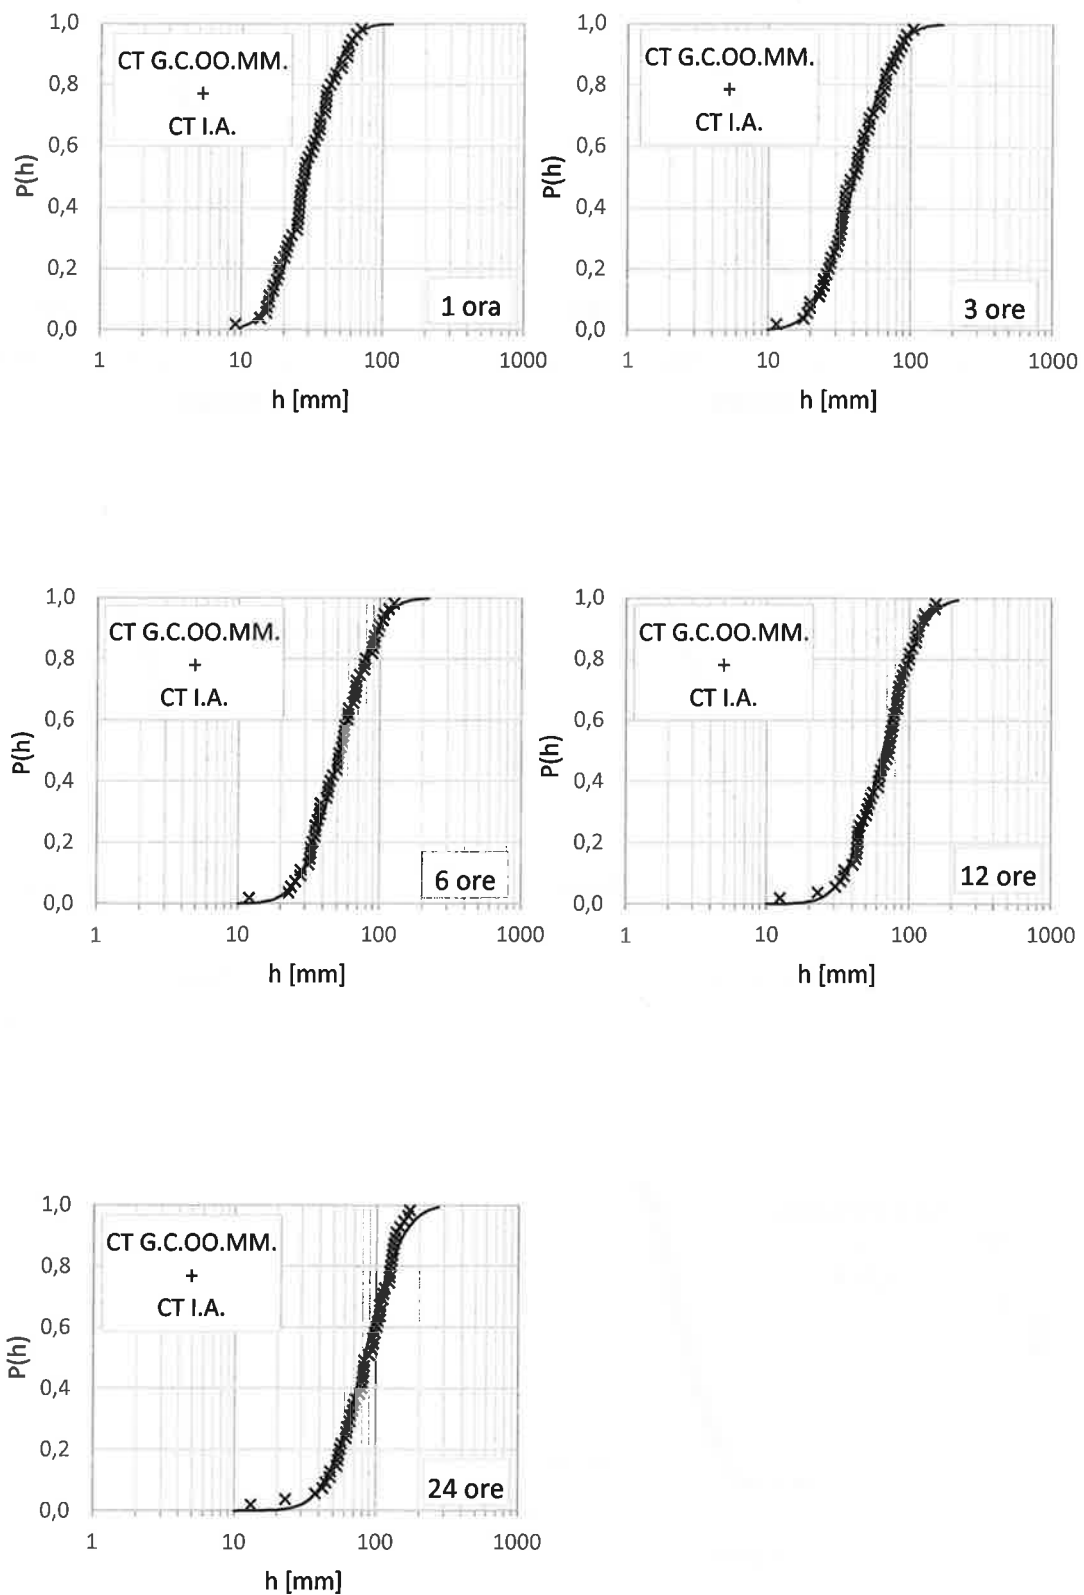 1,0
0,8
0,6
0,4
0,2
0,0
P(h)
CT G.C.OO.MM.
+
CT I.A.
1 ora
1 10 100 1000
h [mm]
1,0
0,8
0,6
0,4
0,2
0,0
P(h)
CT G.C.OO.MM.
+
CT I.A.
3 ore
1 10 100 1000
h [mm]
1,0
0,8
0,6
0,4
0,2
0,0
P(h)
CT G.C.OO.MM.
+
CT I.A.
6 ore
1 10 100 1000
h [mm]
1,0
0,8
0,6
0,4
0,2
0,0
P(h)
CT G.C.OO.MM.
+
CT I.A.
12 ore
1 10 100 1000
h [mm]
1,0
0,8
0,6
0,4
0,2
0,0
P(h)
CT G.C.OO.MM.
+
CT I.A.
24 ore
1 10 100 1000
h [mm]